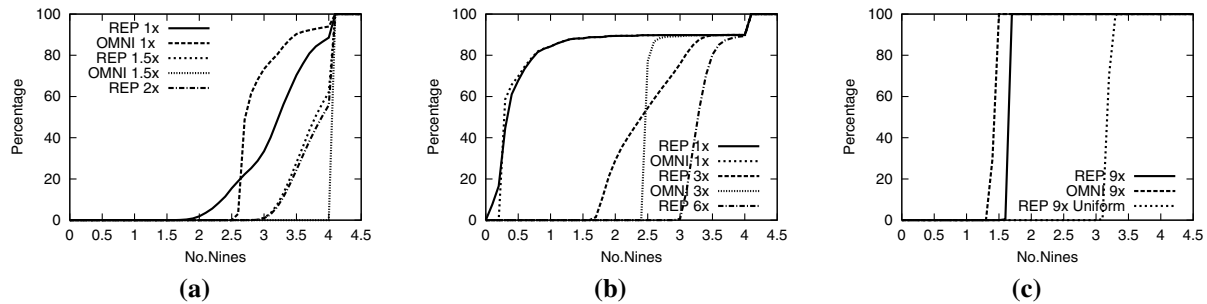 100
80
60
40
20
0
Percentage
REP 1x
OMNI 1x
REP 1.5x
OMNI 1.5x
REP 2x
0 0.5 1 1.5 2 2.5 3 3.5 4 4.5
No.Nines
(a)
100
80
60
40
20
0
Percentage
REP 1x
OMNI 1x
REP 3x
OMNI 3x
REP 6x
0 0.5 1 1.5 2 2.5 3 3.5 4 4.5
No.Nines
(b)
100
80
60
40
20
0
Percentage
REP 9x
OMNI 9x
REP 9x Uniform
0 0.5 1 1.5 2 2.5 3 3.5 4 4.5
No.Nines
(c)